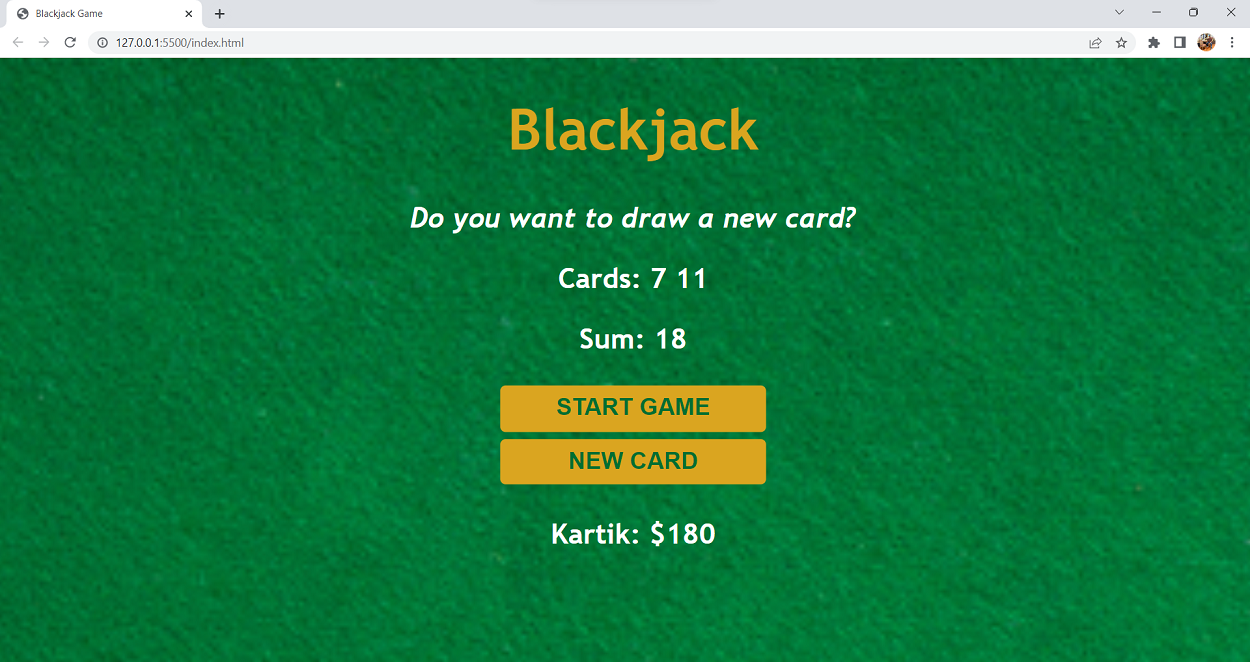 Blackjack Game
127.0.0.1:5500/index.html
Blackjack
Do you want to draw a new card?
Cards: 7 11
Sum: 18
START GAME
NEW CARD
Kartik: $180